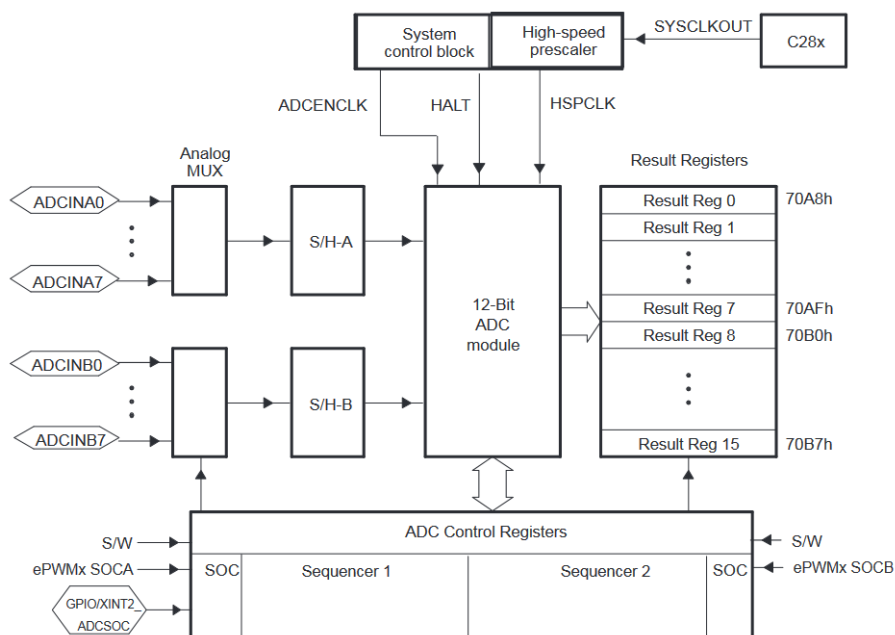 System
control block
High-speed
prescaler
SYSCLKOUT
C28x
ADCENCLK
HALT
HSPCLK
Analog
MUX
Result Registers
ADCINA0
ADCINA7
S/H-A
12-Bit
ADC
module
Result Reg 0
70A8h
Result Reg 1
Result Reg 7
70AFh
Result Reg 8
70B0h
ADCINB0
ADCINB7
S/H-B
Result Reg 15
70B7h
ADC Control Registers
S/W
S/W
ePWMx SOCA
SOC
Sequencer 1
Sequencer 2
SOC
ePWMx SOCB
GPIO/XINT2_
ADCSOC